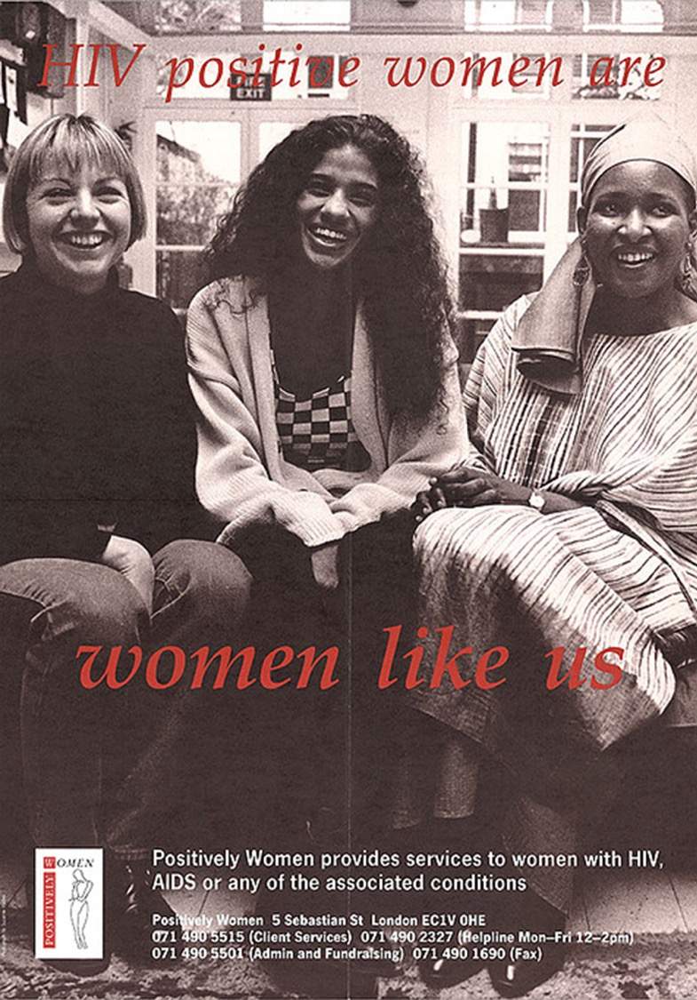 HIV positive women are
EXIT
women like us
POSITIVELY WOMEN
Positively Women provides services to women with HIV,
AIDS or any of the associated conditions
Positively Women 5 Sebastian St London EC1V 0HE
071 490 5515 (Client Services) 071 490 2327 (Helpline Mon–Fri 12–2pm)
071 490 5501 (Admin and Fundraising) 071 490 1690 (Fax)